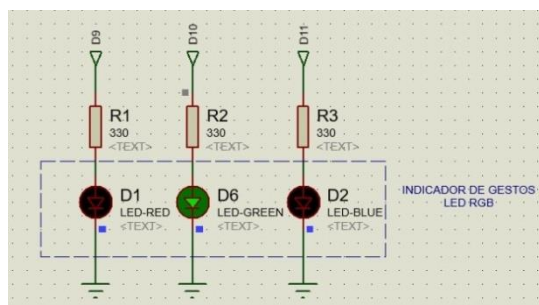 D9
D10
D11
R1
330
<TEXT>
R2
330
<TEXT>
R3
330
<TEXT>
D1
LED-RED
<TEXT>
D6
LED-GREEN
<TEXT>
D2
LED-BLUE
<TEXT>
INDICADOR DE GESTOS
LED RGB